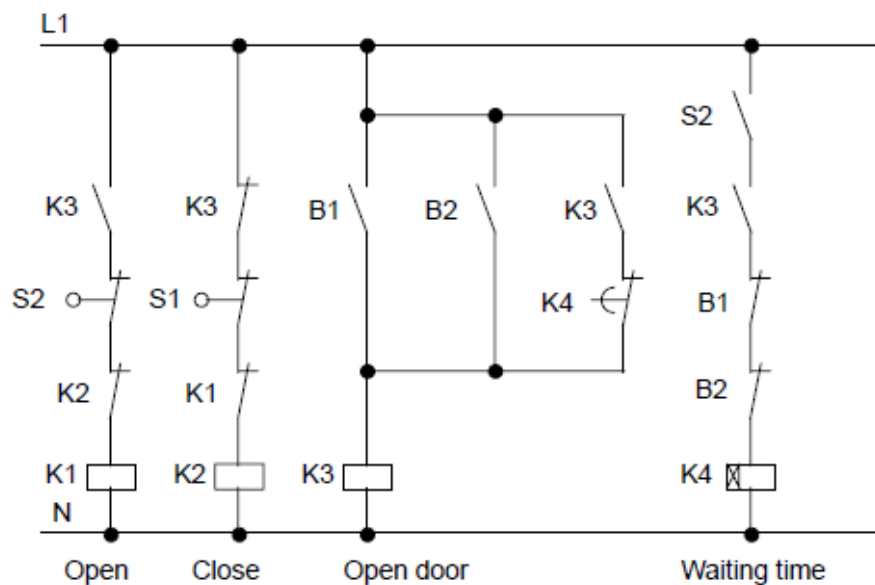 L1
S2
K3 K3 B1 B2 K3 K3
S2 S1 K4 B1
K2 K1 B2
K1 K2 K3 K4
N
Open Close Open door Waiting time